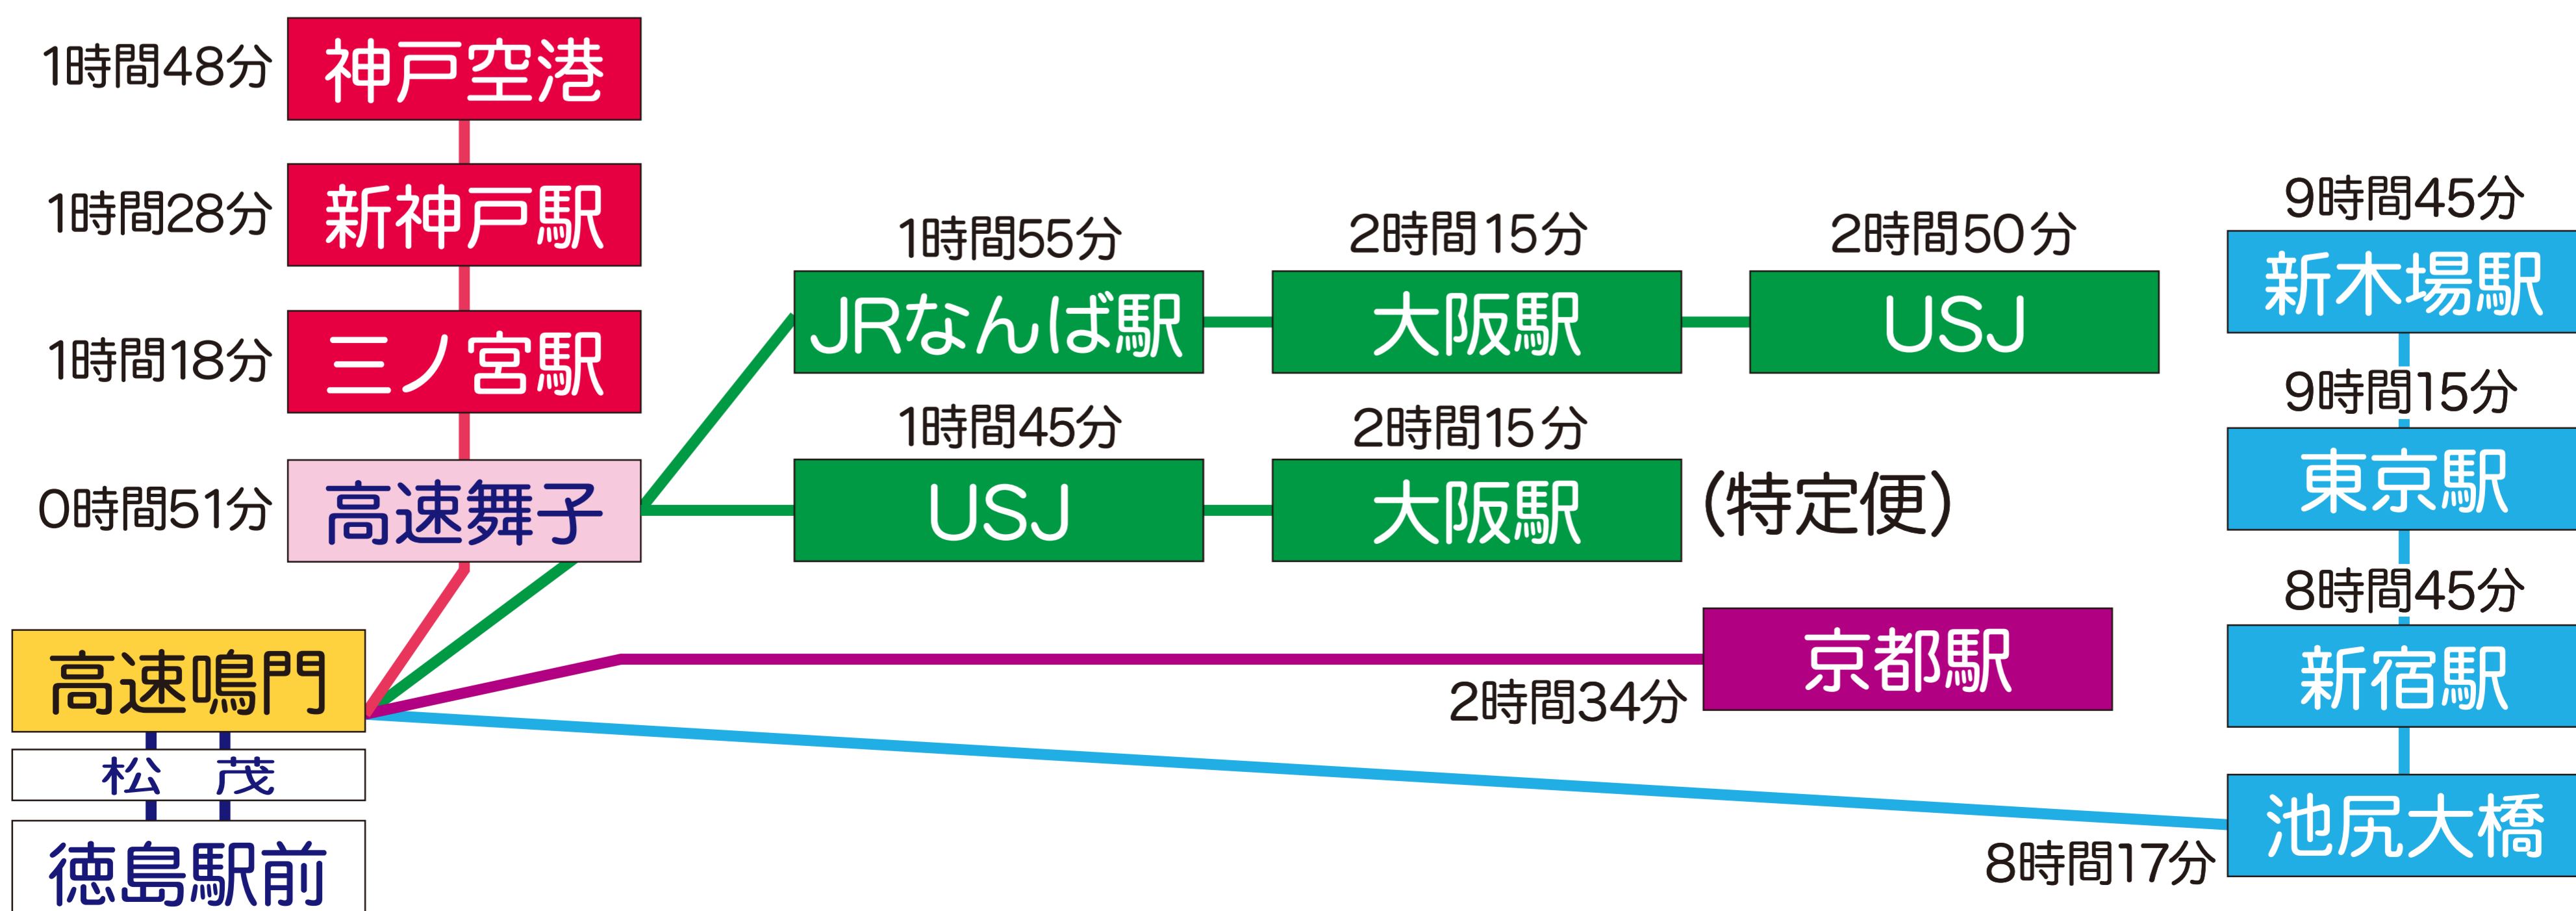 1時間48分
神戸空港
1時間28分
新神戸駅
1時間18分
三ノ宮駅
0時間51分
高速舞子
1時間55分
JRなんば駅
2時間15分
大阪駅
2時間50分
USJ
1時間45分
USJ
2時間15分
大阪駅
(特定便)
2時間34分
京都駅
9時間45分
新木場駅
9時間15分
東京駅
8時間45分
新宿駅
8時間17分
池尻大橋
高速鳴門
松 茂
徳島駅前